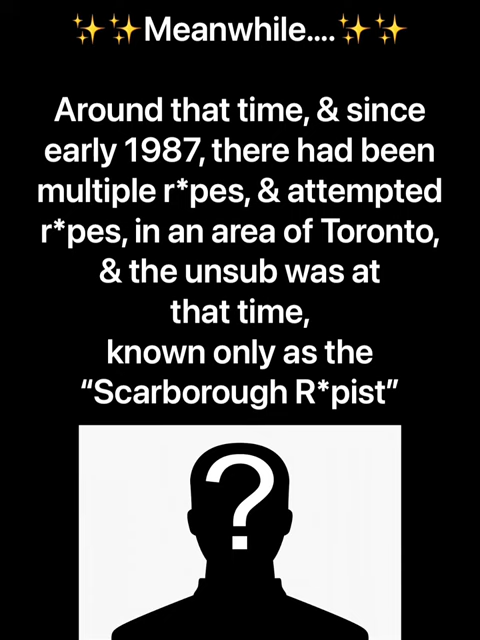 ✨✨Meanwhile....✨✨
Around that time, & since
early 1987, there had been
multiple r*pes, & attempted
r*pes, in an area of Toronto,
& the unsub was at
that time,
known only as the
“Scarborough R*pist”
?